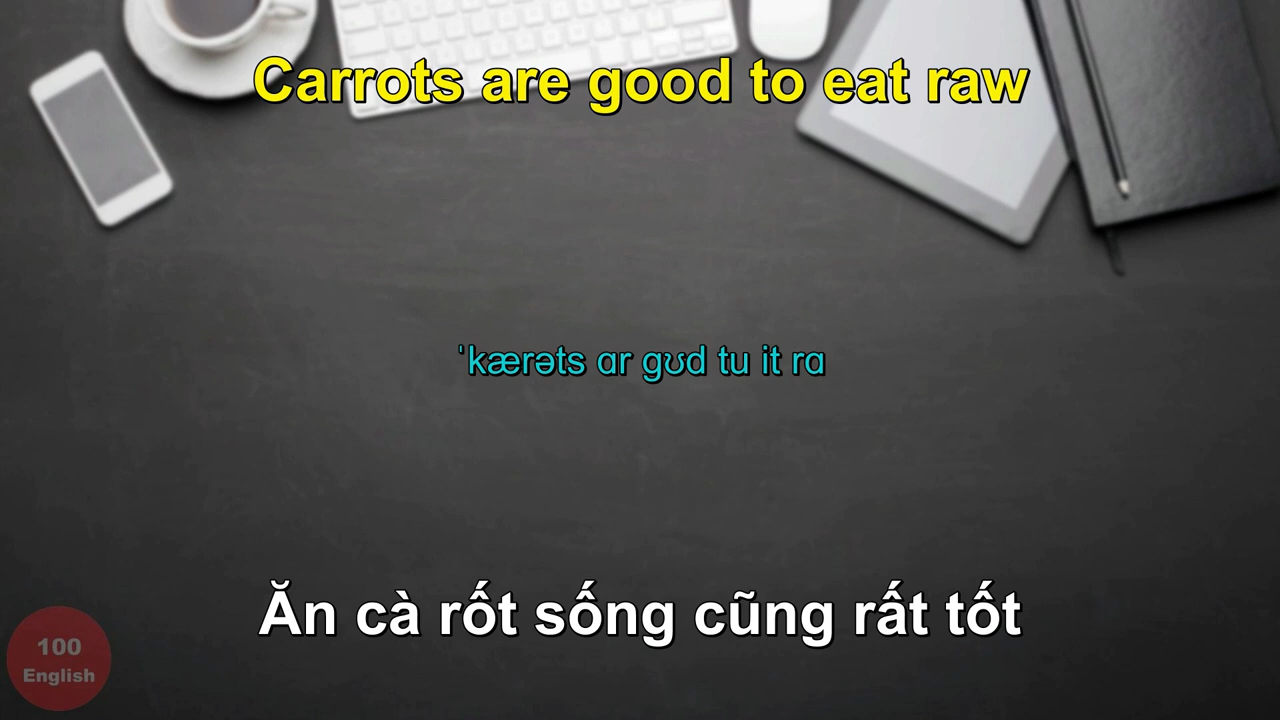 Carrots are good to eat raw
ˈkærəts ɑr gʊd tu it rɑ
Ăn cà rốt sống cũng rất tốt
100
English